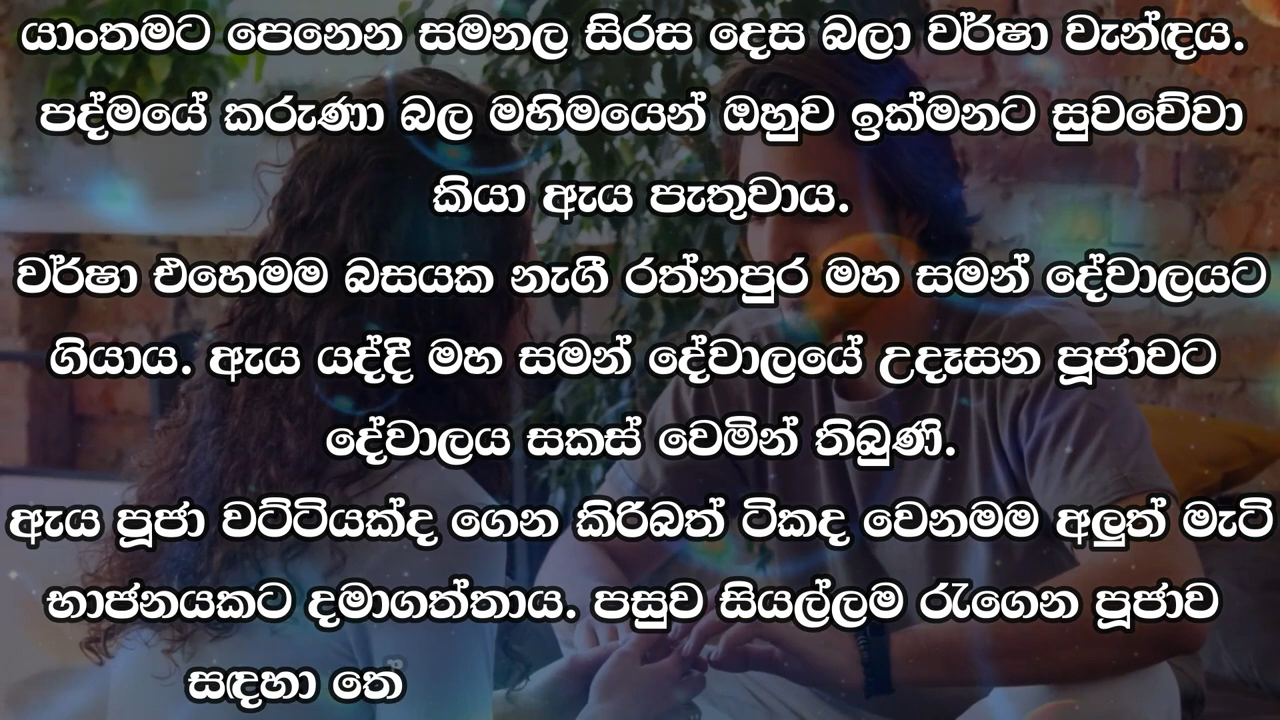 යාංතමට පෙනෙන සමනල සිරස දෙස බලා වර්ෂා වැන්ඳය.
පද්මයේ කරුණා බල මහිමයෙන් ඔහුව ඉක්මනට සුවවේවා
කියා ඇය පැතුවාය.
වර්ෂා එහෙමම බසයක නැගී රත්නපුර මහ සමන් දේවාලයට
ගියාය. ඇය යද්දී මහ සමන් දේවාලයේ උදෑසන පූජාවට
දේවාලය සකස් වෙමින් තිබුණි.
ඇය පූජා වට්ටියක්ද ගෙන කිරිබත් ටිකද වෙනමම අලුත් මැටි
භාජනයකට දමාගත්තාය. පසුව සියල්ලම රැගෙන පූජාව
සඳහා තේ